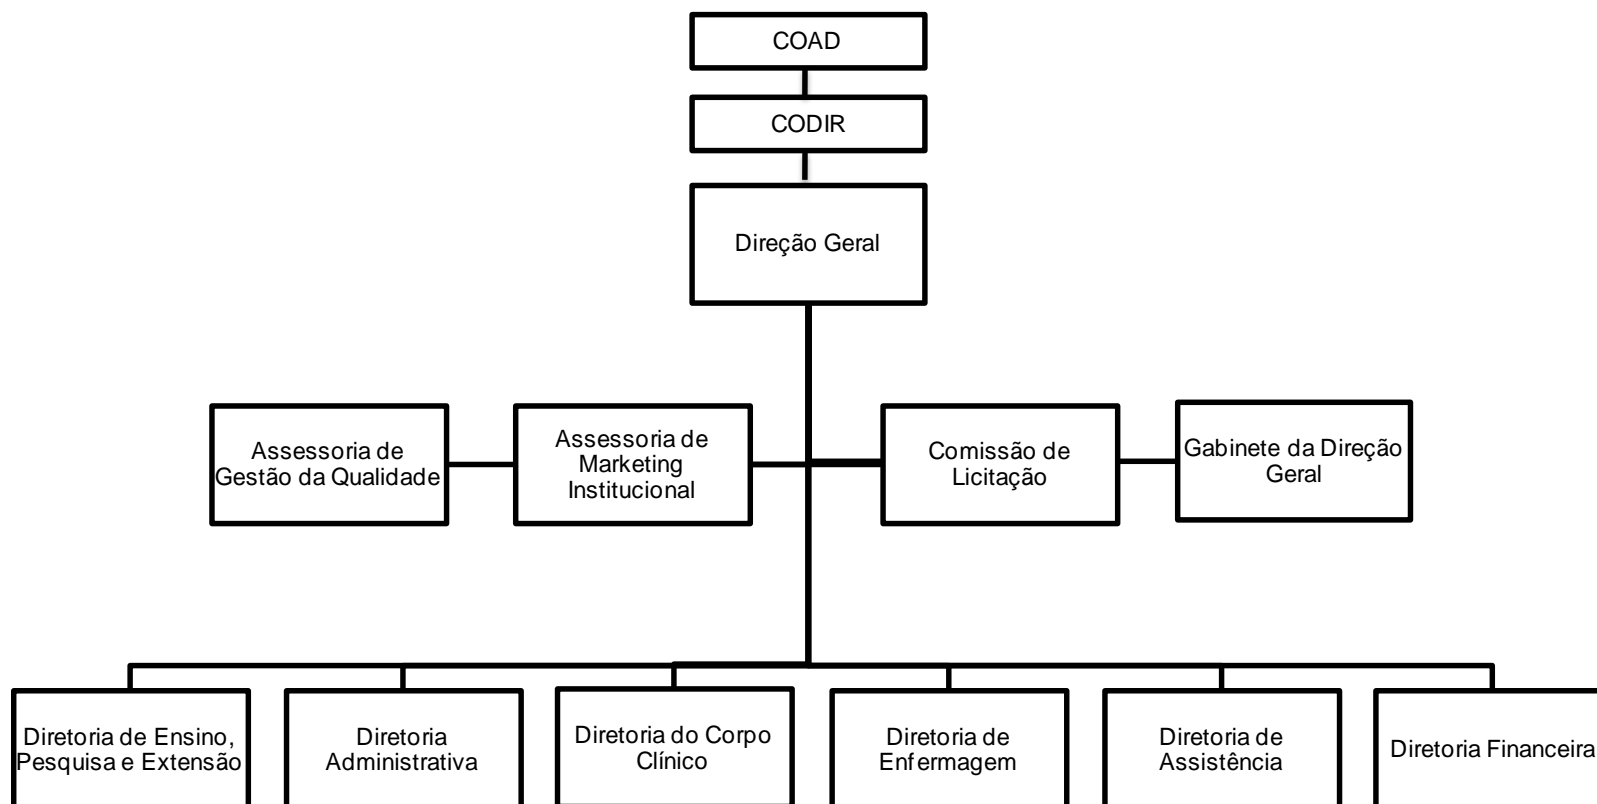 COAD
CODIR
Direção Geral
Assessoria de
Gestão da Qualidade
Assessoria de
Marketing
Institucional
Comissão de
Licitação
Gabinete da Direção
Geral
Diretoria de Ensino,
Pesquisa e Extensão
Diretoria
Administrativa
Diretoria do Corpo
Clínico
Diretoria de
Enfermagem
Diretoria de
Assistência
Diretoria Financeira